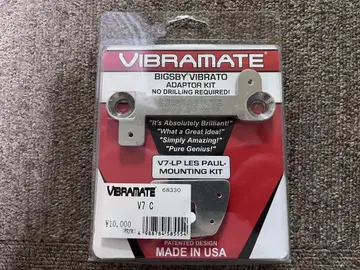 VIBRAMATE
BIGSBY VIBRATO
ADAPTOR KIT
NO DRILLING REQUIRED!
"It's Absolutely Brilliant!"
"What a Great Idea!"
"Simply Amazing!"
"Pure Genius!"
V7-LP LES PAUL-
MOUNTING KIT
VIBRAMATE 68330
V7 C
¥10,000
PATENTED DESIGN
MADE IN USA